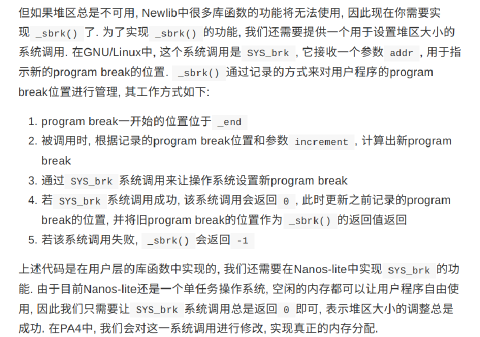 但如果堆区总是不可用, Newlib中很多库函数的功能将无法使用, 因此现在你需要实
现 _sbrk() 了. 为了实现 _sbrk() 的功能, 我们还需要提供一个用于设置堆区大小的
系统调用. 在GNU/Linux中, 这个系统调用是 SYS_brk , 它接收一个参数 addr , 用于指
示新的program break的位置. _sbrk() 通过记录的方式来对用户程序的program
break位置进行管理, 其工作方式如下:
1. program break一开始的位置位于 _end
2. 被调用时, 根据记录的program break位置和参数 increment , 计算出新program
break
3. 通过 SYS_brk 系统调用来让操作系统设置新program break
4. 若 SYS_brk 系统调用成功, 该系统调用会返回 0 , 此时更新之前记录的program
break的位置, 并将旧program break的位置作为 _sbrk() 的返回值返回
5. 若该系统调用失败, _sbrk() 会返回 -1
上述代码是在用户层的库函数中实现的, 我们还需要在Nanos-lite中实现 SYS_brk 的功
能. 由于目前Nanos-lite还是一个单任务操作系统, 空闲的内存都可以让用户程序自由使
用, 因此我们只需要让 SYS_brk 系统调用总是返回 0 即可, 表示堆区大小的调整总是
成功. 在PA4中, 我们会对这一系统调用进行修改, 实现真正的内存分配.